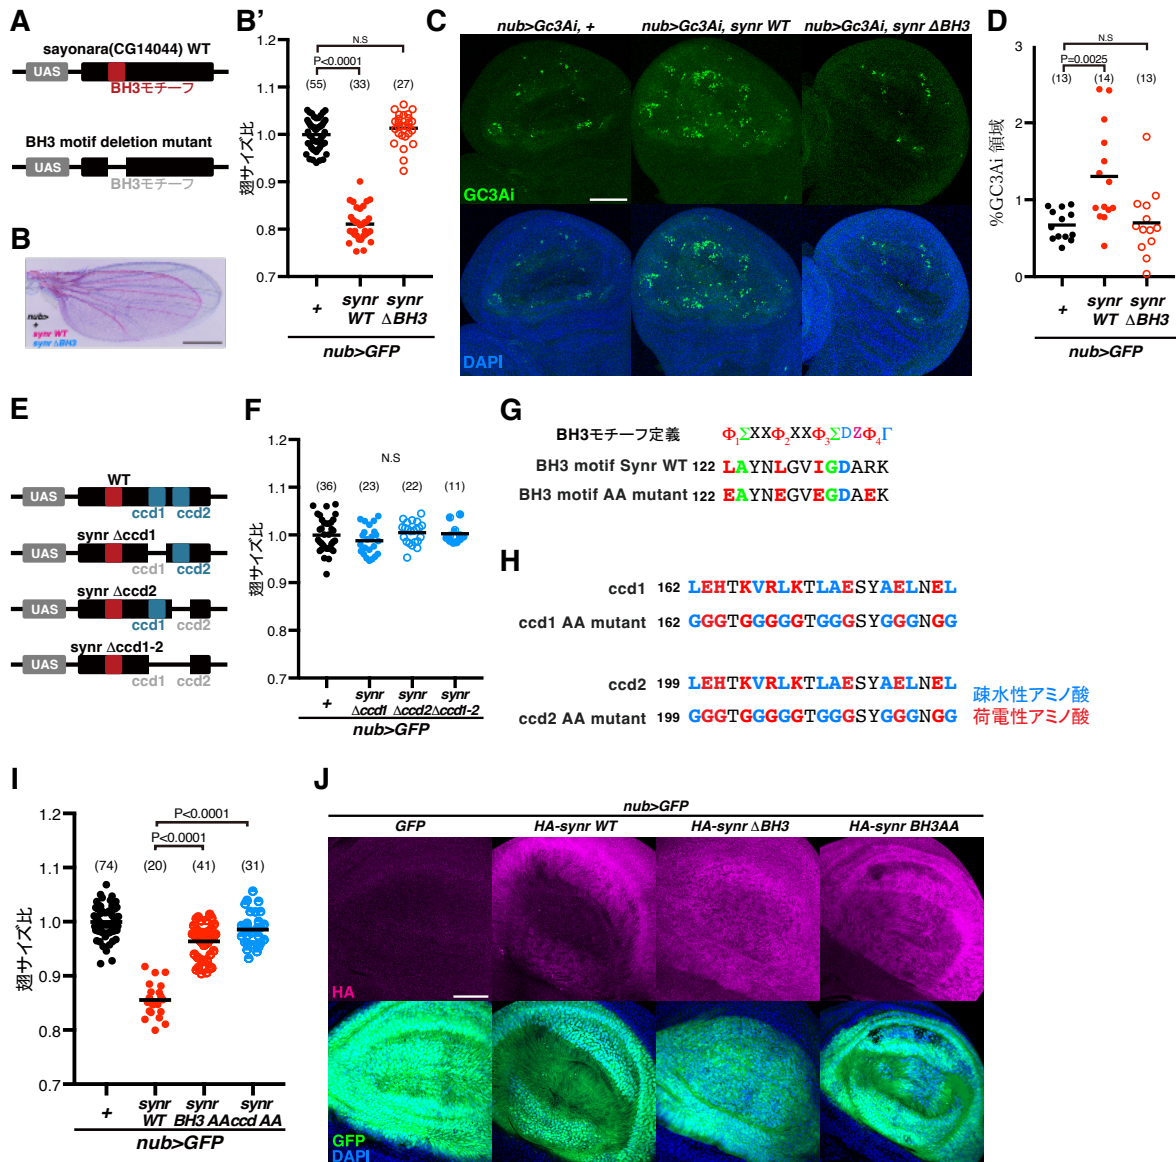 A
sayonara(CG14044) WT
UAS
BH3モチーフ
BH motif deletion mutant
UAS
BH3モチーフ
B
nub>
+
synr WT
synr ΔBH3
B’
翅サイズ比
1.2
1.1
1.0
0.9
0.8
0.7
N.S
P<0.0001
(55)
(33)
(27)
+
synr WT
synr ΔBH3
nub>GFP
C
nub>Gc3Ai, +
nub>Gc3Ai, synr WT
nub>Gc3Ai, synr ΔBH3
GC3Ai
DAPI
D
%GC3Ai 領域
3
2
1
0
N.S
P=0.0025
(13)
(14)
(13)
+
synr WT
synr ΔBH3
nub>GFP
E
WT
UAS
ccd1
ccd2
synr Δccd1
UAS
ccd1
ccd2
synr Δccd2
UAS
ccd1
ccd2
synr Δccd1-2
UAS
ccd1
ccd2
F
翅サイズ比
1.2
1.1
1.0
0.9
0.8
0.7
N.S
(36)
(23)
(22)
(11)
+
synr Δccd1
synr Δccd2
synr Δccd1-2
nub>GFP
G
BH3モチーフ定義 Φ1ΣXXΦ2XXΦ3ΣDZΦ4Γ
BH3 motif Synr WT 122 LAYNLGVIGDARK
BH3 motif AA mutant 122 EAYNEGVEGDAEK
H
ccd1 162 LEHTKVRLKTLAESYAELNEL
ccd1 AA mutant 162 GGGTGGGGGTGGGSYGGGNGG
ccd2 199 LEHTKVRLKTLAESYAELNEL
ccd2 AA mutant 199 GGGTGGGGGTGGGSYGGGNGG
疎水性アミノ酸
荷電性アミノ酸
I
翅サイズ比
1.2
1.1
1.0
0.9
0.8
0.7
P<0.0001
P<0.0001
(74)
(20)
(41)
(31)
+
synr WT
synr BH3 AA
synr ccd AA
nub>GFP
J
nub>GFP
GFP
HA-synr WT
HA-synr ΔBH3
HA-synr BH3AA
HA
GFP
DAPI